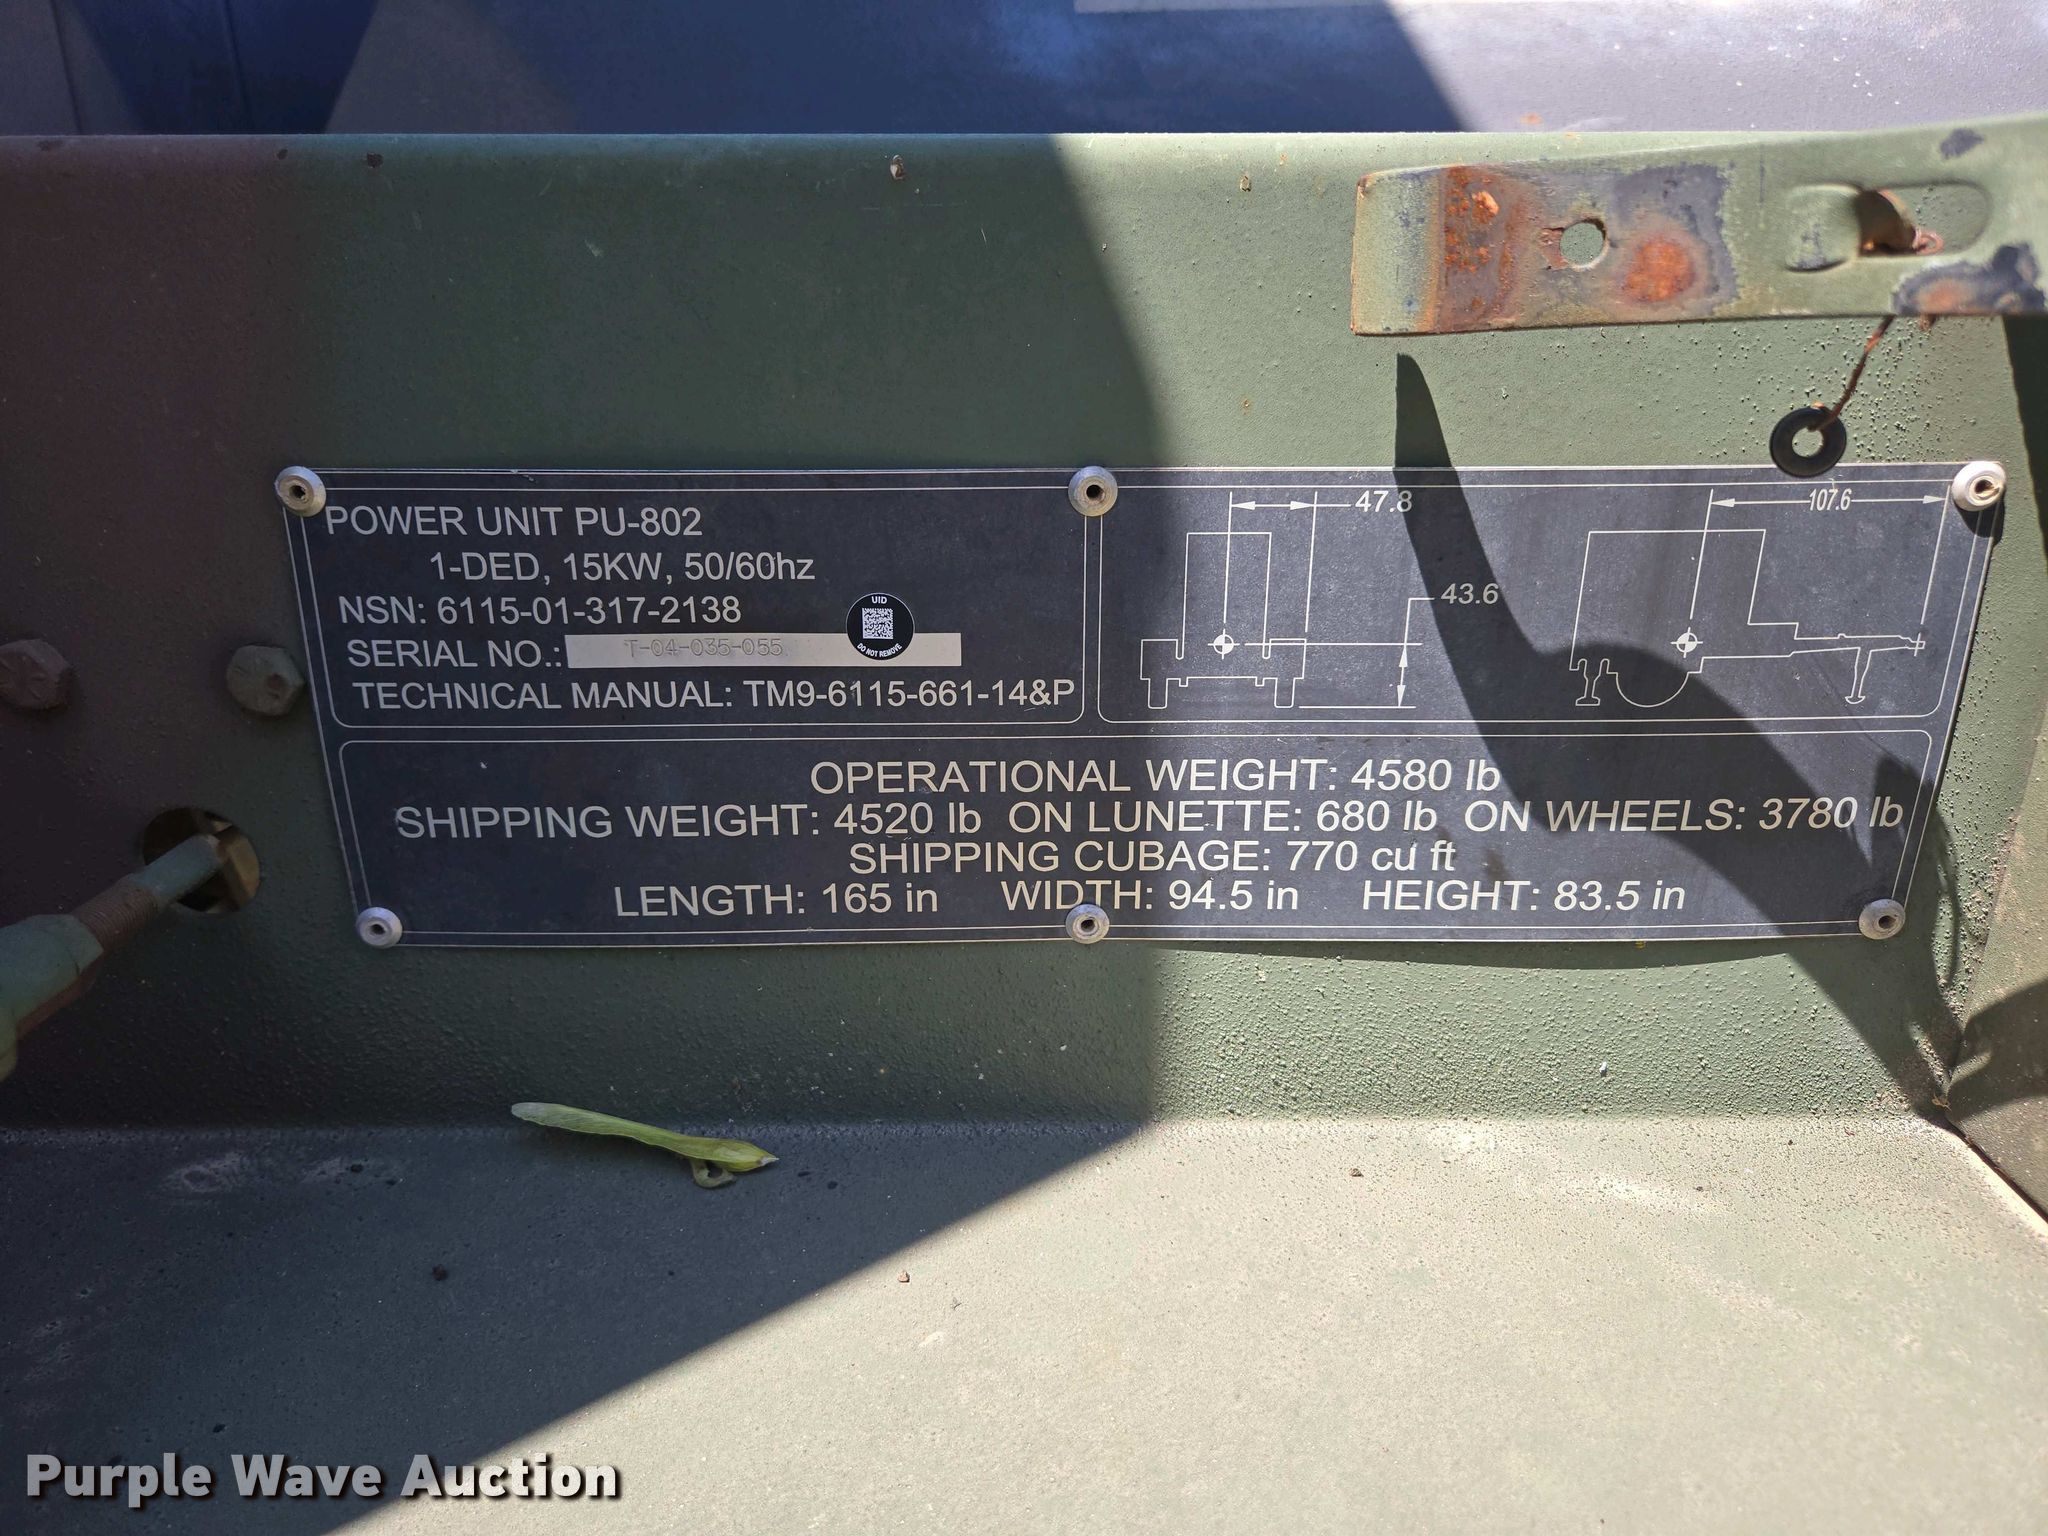 POWER UNIT PU-802
1-DED, 15KW, 50/60hz
NSN: 6115-01-317-2138
SERIAL NO.: T-04-035-055
UID
DO NOT REMOVE
TECHNICAL MANUAL: TM9-6115-661-14&P
47.8
43.6
107.6
OPERATIONAL WEIGHT: 4580 lb
SHIPPING WEIGHT: 4520 lb ON LUNETTE: 680 lb ON WHEELS: 3780 lb
SHIPPING CUBAGE: 770 cu ft
LENGTH: 165 in WIDTH: 94.5 in HEIGHT: 83.5 in
Purple Wave Auction